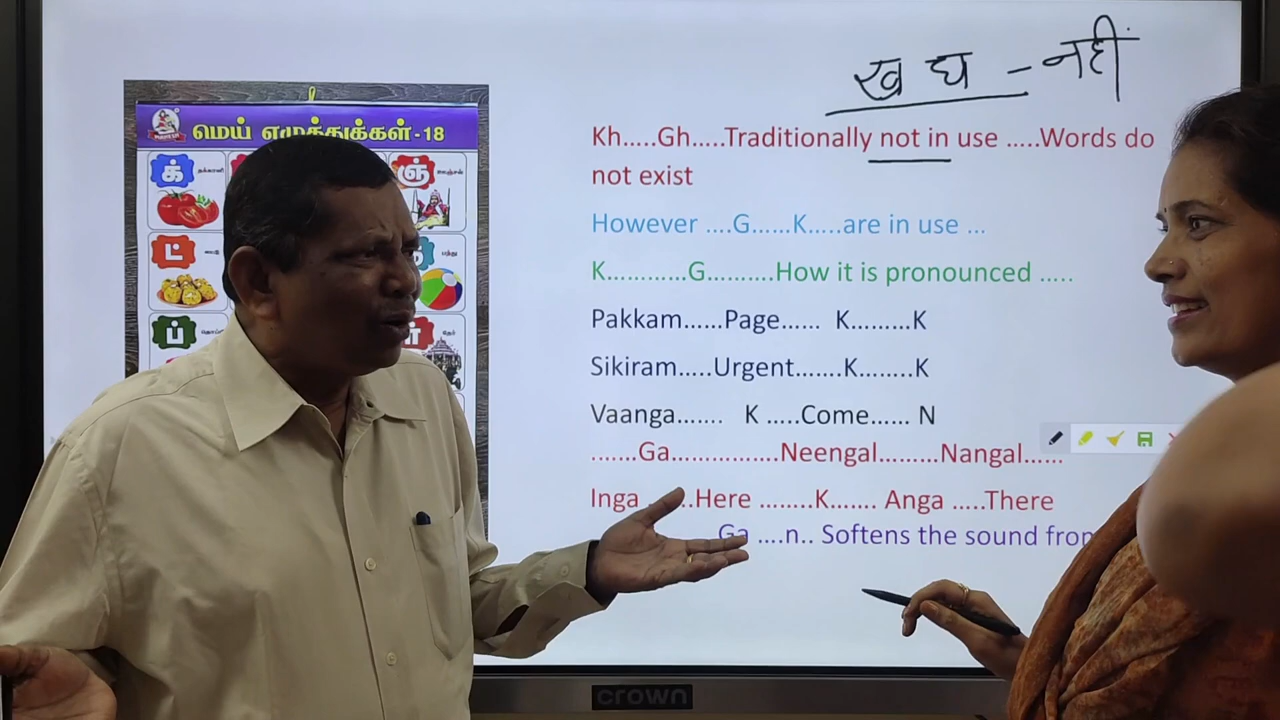 ख घ – नहीं
Kh.....Gh.....Traditionally not in use .....Words do
not exist
However ....G......K.....are in use ...
K...........G..........How it is pronounced .....
Pakkam......Page...... K.........K
Sikiram.....Urgent.......K........K
Vaanga....... K .....Come...... N
.......Ga................Neengal.........Nangal......
Inga ..Here ........K....... Anga .....There
Ga ....n.. Softens the sound
மெய் எழுத்துக்கள்-18
க்
தக்காளி
ஞ்
ட்
ப்
crown